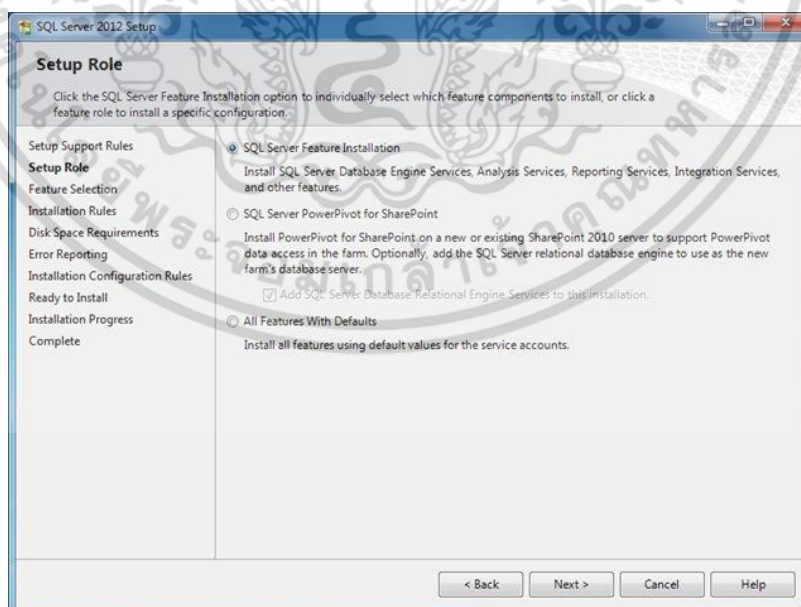 SQL Server 2012 Setup
Setup Role
Click the SQL Server Feature Installation option to individually select which feature components to install, or click a
feature role to install a specific configuration.
Setup Support Rules
Setup Role
Feature Selection
Installation Rules
Disk Space Requirements
Error Reporting
Installation Configuration Rules
Ready to Install
Installation Progress
Complete
SQL Server Feature Installation
Install SQL Server Database Engine Services, Analysis Services, Reporting Services, Integration Services,
and other features.
SQL Server PowerPivot for SharePoint
Install PowerPivot for SharePoint on a new or existing SharePoint 2010 server to support PowerPivot
data access in the farm. Optionally, add the SQL Server relational database engine to use as the new
farm's database server.
Add SQL Server Database Relational Engine Services to this installation.
All Features With Defaults
Install all features using default values for the service accounts.
< Back
Next >
Cancel
Help